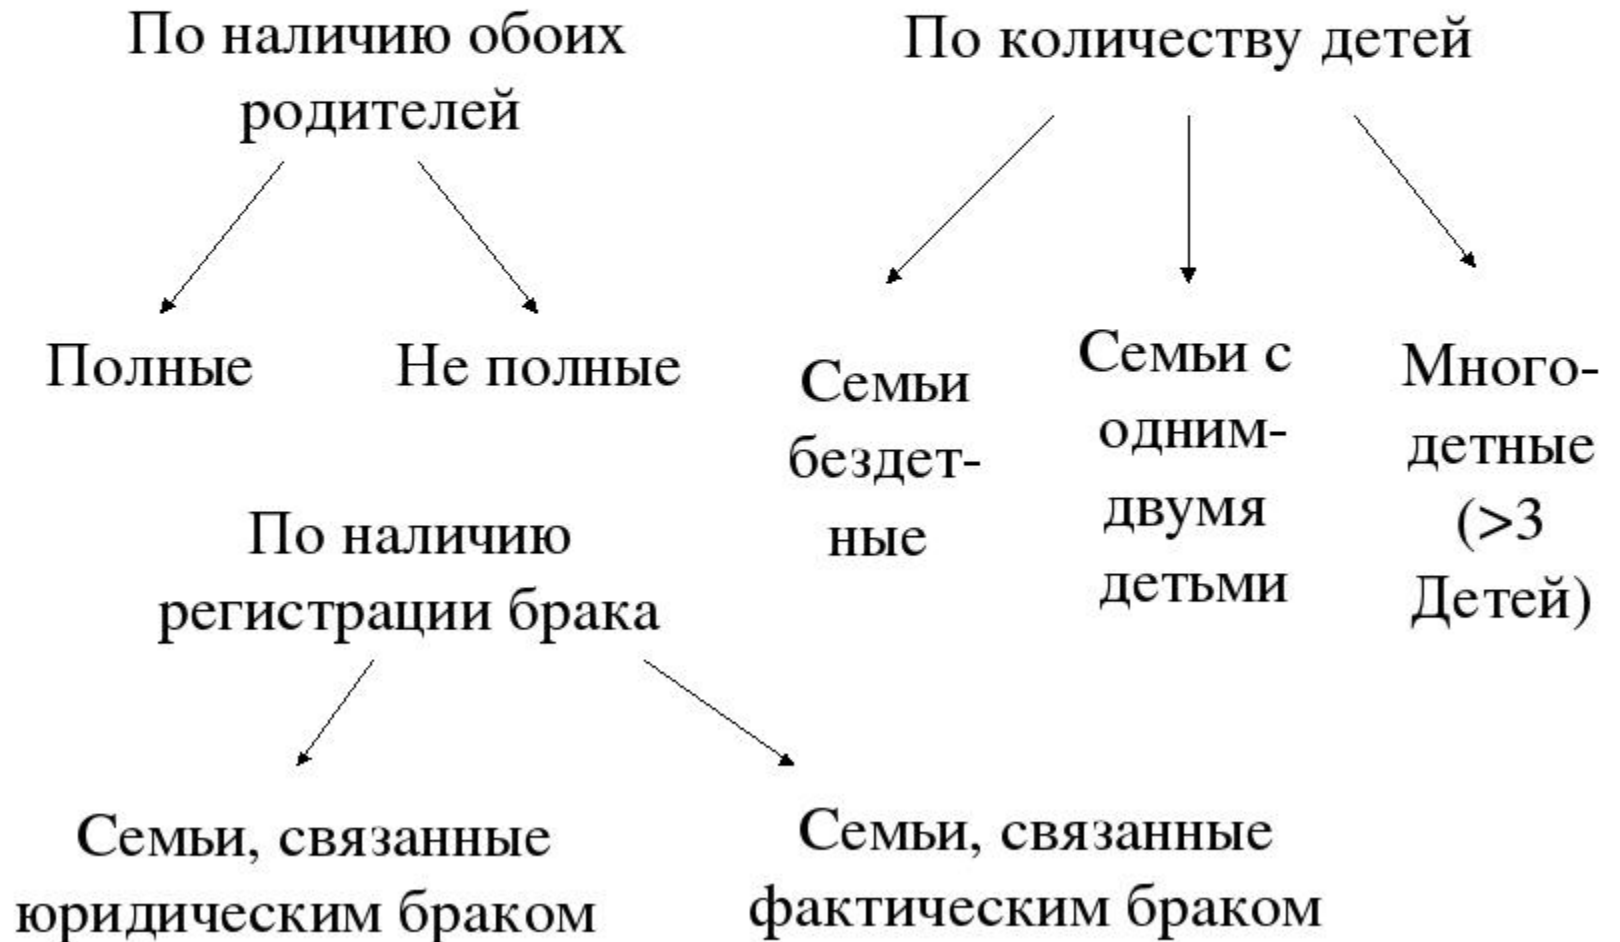 По наличию обоих
родителей
Полные
Не полные
По количеству детей
Семьи
бездет-
ные
Семьи с
одним-
двумя
детьми
Много-
детные
(>3
Детей)
По наличию
регистрации брака
Семьи, связанные
юридическим браком
Семьи, связанные
фактическим браком